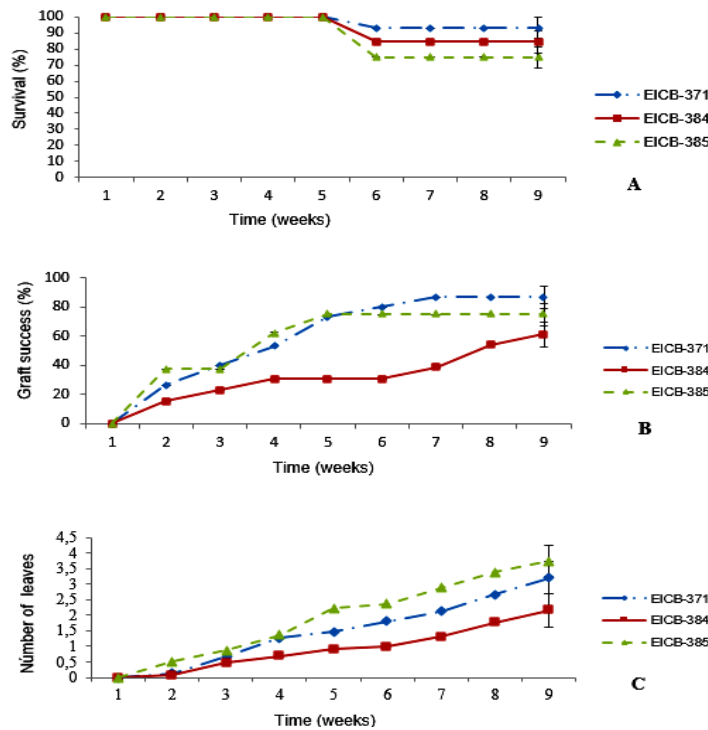 Survival (%)
100
90
80
70
60
50
40
30
20
10
0
1 2 3 4 5 6 7 8 9
Time (weeks)
EICB-371
EICB-384
EICB-385
A
Graft success (%)
100
80
60
40
20
0
1 2 3 4 5 6 7 8 9
Time (weeks)
EICB-371
EICB-384
EICB-385
B
Númber of leaves
4,5
4
3,5
3
2,5
2
1,5
1
0,5
0
1 2 3 4 5 6 7 8 9
Time (weeks)
EICB-371
EICB-384
EICB-385
C